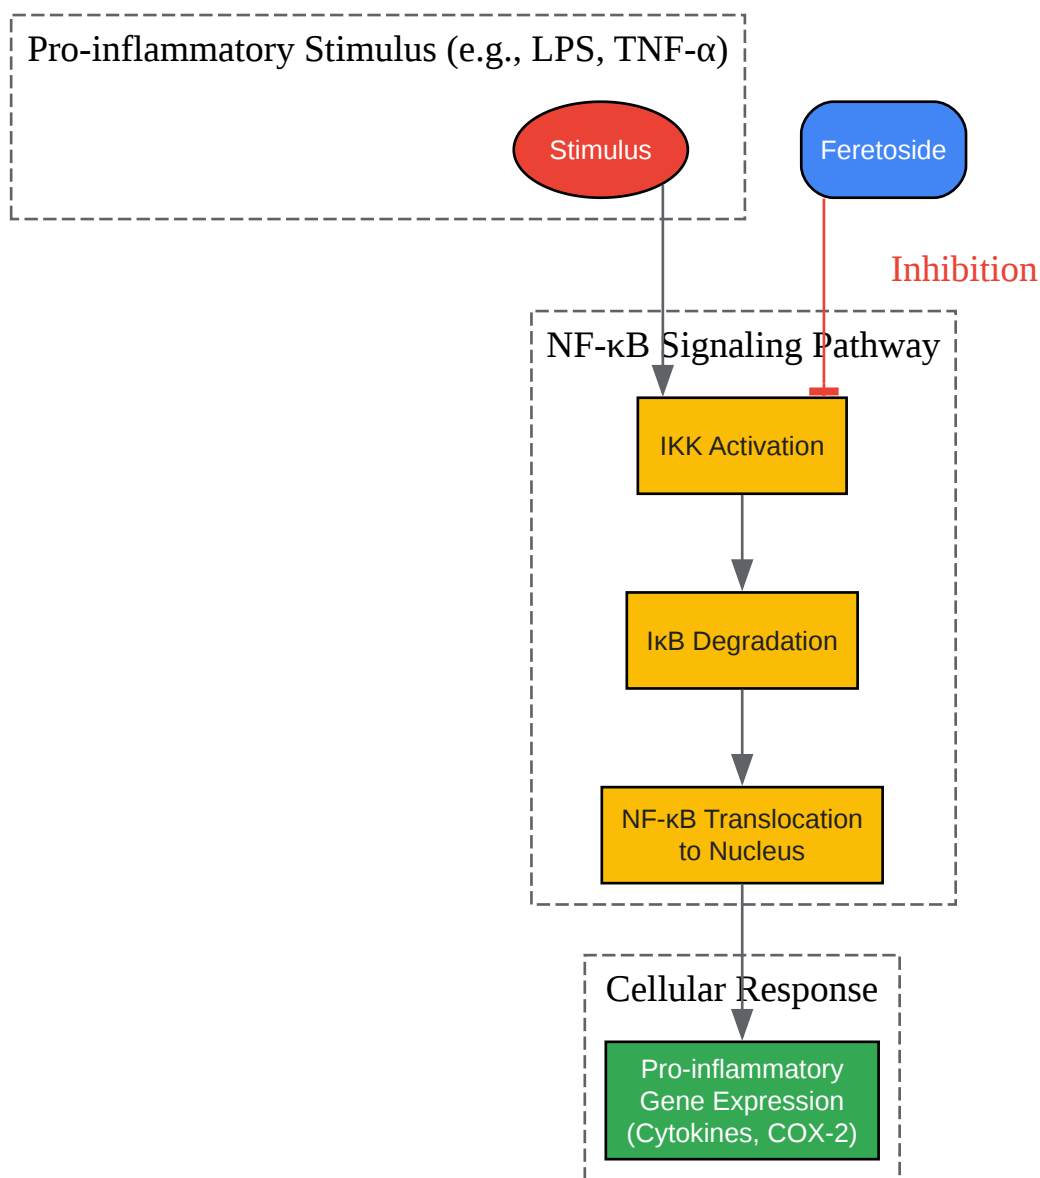 Pro-inflammatory Stimulus (e.g., LPS, TNF-α)
Stimulus
Feretoside
Inhibition
NF-κB Signaling Pathway
IKK Activation
IκB Degradation
NF-κB Translocation
to Nucleus
Cellular Response
Pro-inflammatory
Gene Expression
(Cytokines, COX-2)